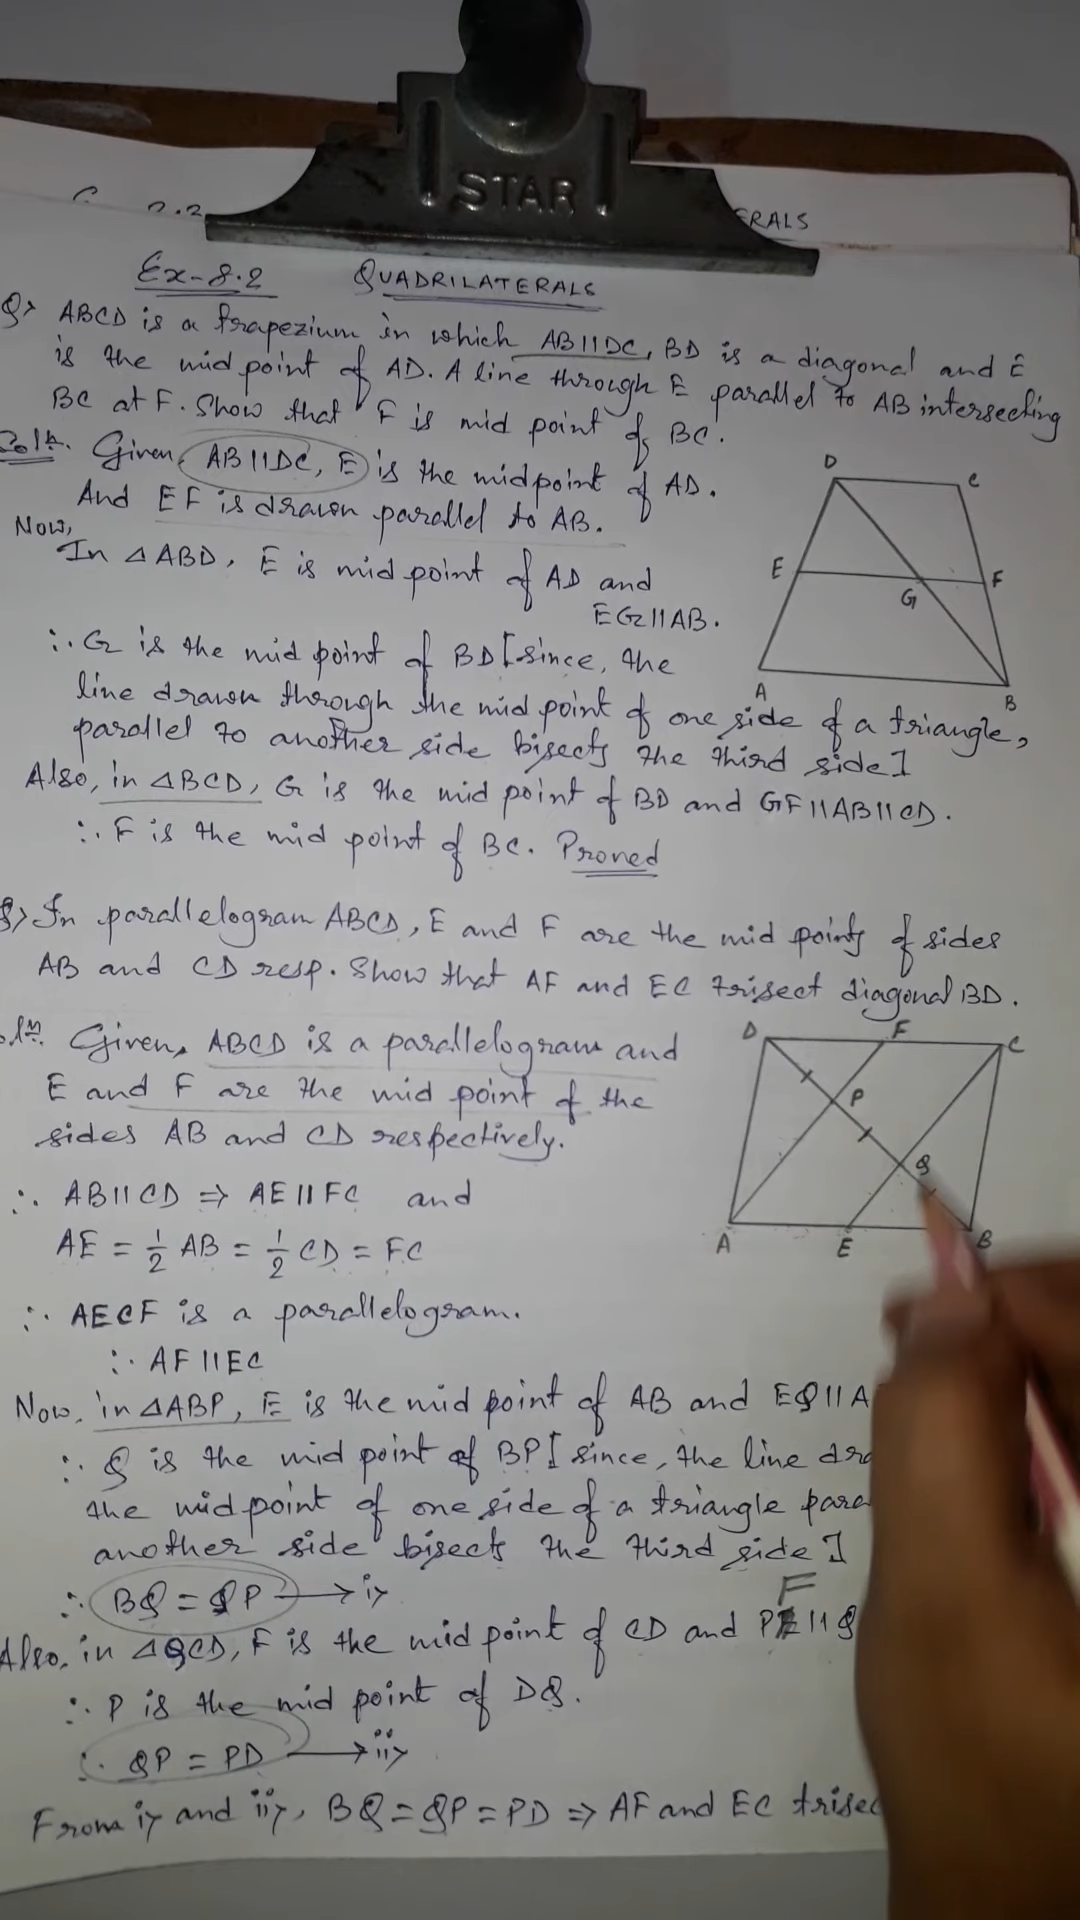 STAR
ERALS
Ex-8.2 QUADRILATERALS
Q> ABCD is a trapezium in which AB||DC, BD is a diagonal and E
is the mid point of AD. A line through E parallel to AB intersecting
BC at F. Show that F is mid point of BC.
Soln. Given, AB||DC, E is the midpoint of AD.
And EF is drawn parallel to AB.
Now,
In △ABD, E is mid point of AD and
EG||AB.
∴ G is the mid point of BD [since, the
line drawn through the mid point of one side of a triangle,
parallel to another side bisects the third side]
Also, in △BCD, G is the mid point of BD and GF||AB||CD.
∴ F is the mid point of BC. Proved
D C
E G F
A B
Q> In parallelogram ABCD, E and F are the mid points of sides
AB and CD resp. Show that AF and EC trisect diagonal BD.
oln. Given, ABCD is a parallelogram and
E and F are the mid point of the
sides AB and CD respectively.
∴ AB||CD ⇒ AE||FC and
AE = 1/2 AB = 1/2 CD = FC
∴ AECF is a parallelogram.
∴ AF||EC
D F C
P
Q
A E B
Now, in △ABP, E is the mid point of AB and EQ||A
∴ Q is the mid point of BP [since, the line dra
the midpoint of one side of a triangle para
another side bisects the third side]
∴ BQ = QP → i>
Also, in △QCD, F is the mid point of CD and PF||Q
∴ P is the mid point of DQ.
∴ QP = PD → ii>
From i> and ii>, BQ = QP = PD ⇒ AF and EC trisec